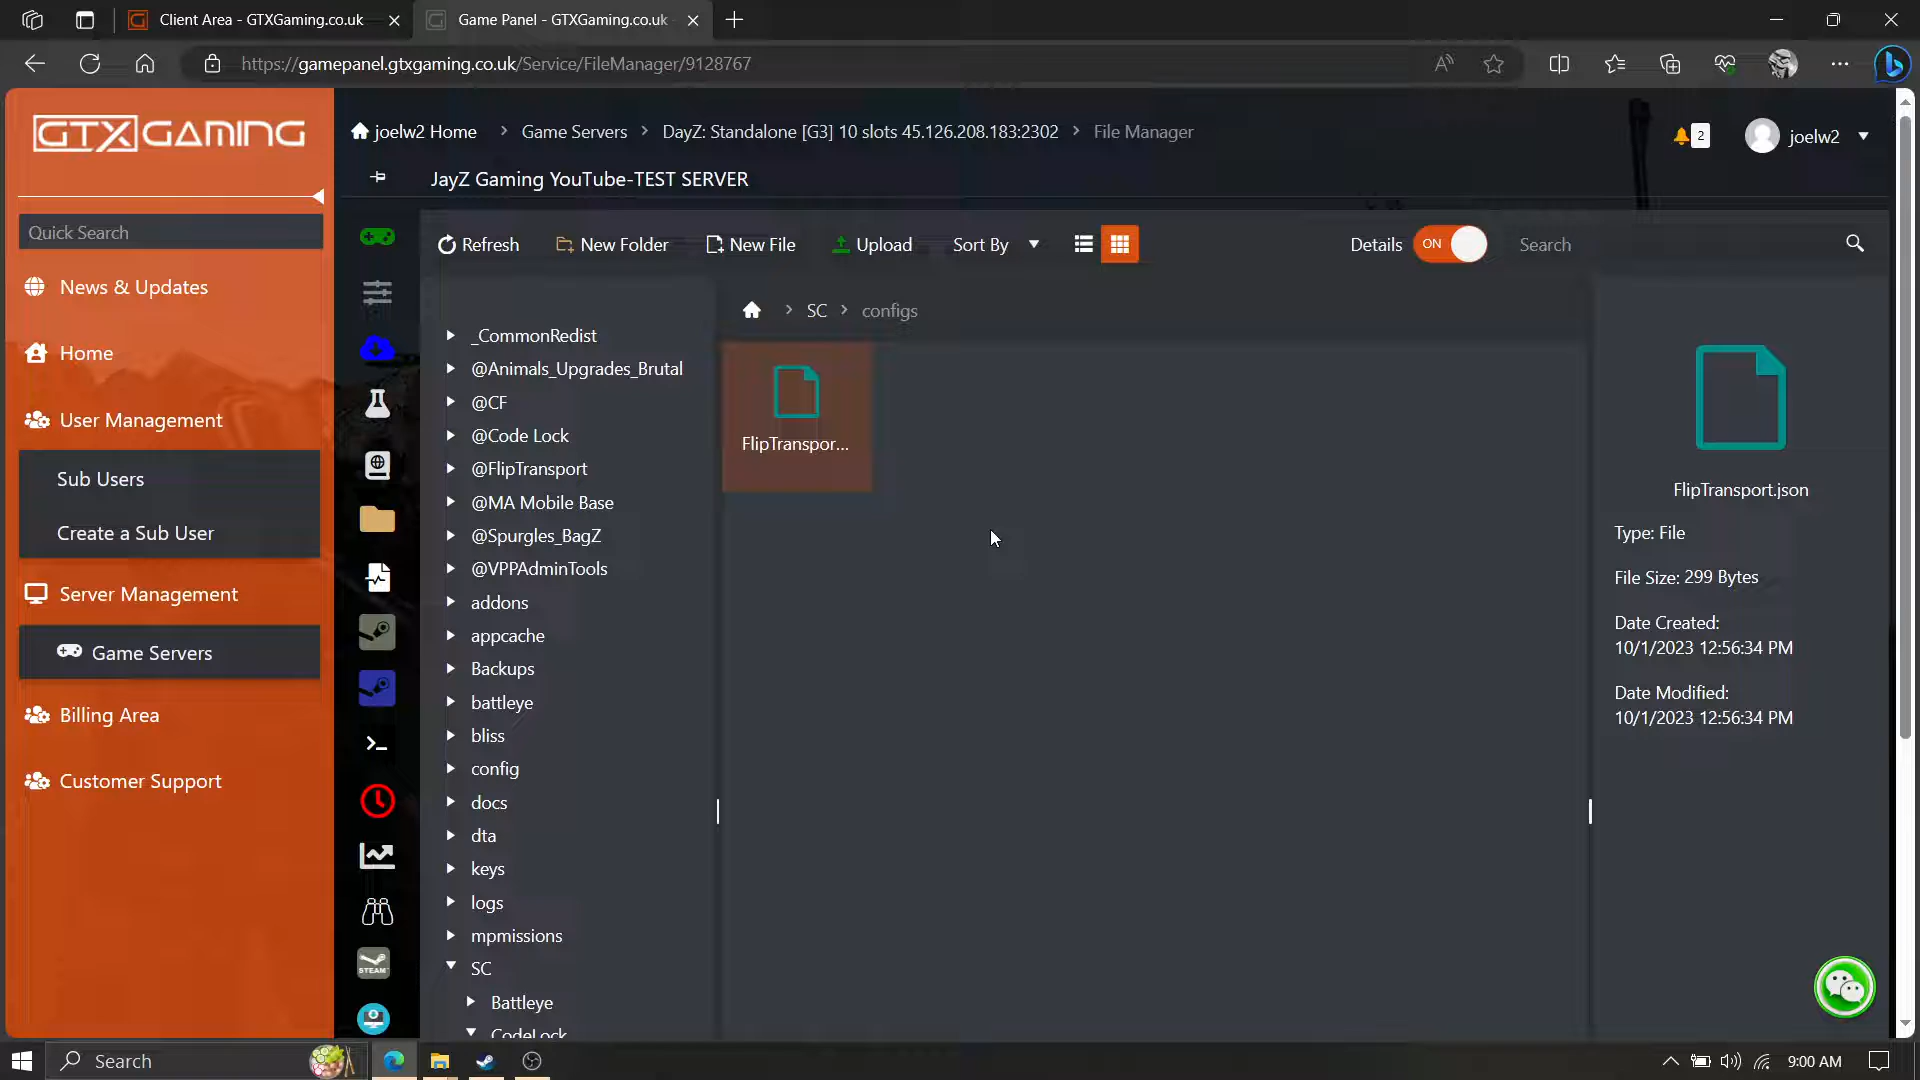 Client Area - GTXGaming.co.uk
Game Panel - GTXGaming.co.uk
https://gamepanel.gtxgaming.co.uk/Service/FileManager/9128767
GTXGAMING
joelw2 Home
Game Servers
DayZ: Standalone [G3] 10 slots 45.126.208.183:2302
File Manager
2
joelw2
JayZ Gaming YouTube-TEST SERVER
Quick Search
News & Updates
Home
User Management
Sub Users
Create a Sub User
Server Management
Game Servers
Billing Area
Customer Support
Refresh
New Folder
New File
Upload
Sort By
Details
ON
Search
SC
configs
_CommonRedist
@Animals_Upgrades_Brutal
@CF
@Code Lock
@FlipTransport
@MA Mobile Base
@Spurgles_BagZ
@VPPAdminTools
addons
appcache
Backups
battleye
bliss
config
docs
dta
keys
logs
mpmissions
SC
Battleye
CodeLock
FlipTranspor...
FlipTransport.json
Type: File
File Size: 299 Bytes
Date Created:
10/1/2023 12:56:34 PM
Date Modified:
10/1/2023 12:56:34 PM
STEAM
Search
9:00 AM